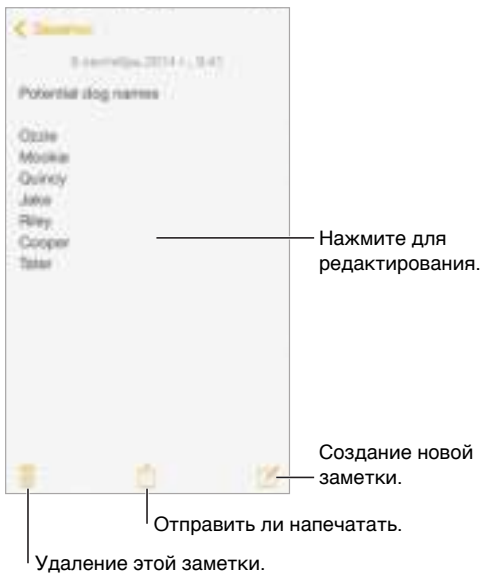 Заметки
9 сентября 2014 г., 9:41
Potential dog names
Ozzie
Mookie
Quincy
Jake
Riley
Cooper
Tater
Нажмите для
редактирования.
Создание новой
заметки.
Отправить ли напечатать.
Удаление этой заметки.